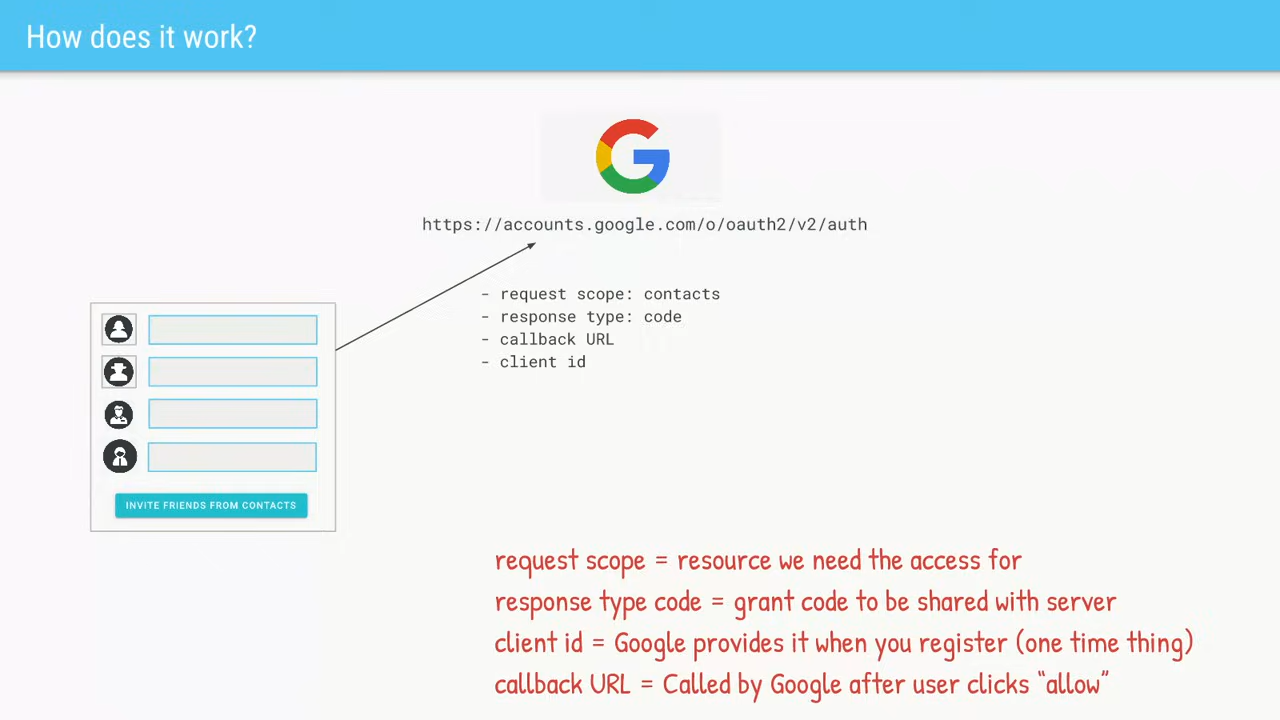 How does it work?
https://accounts.google.com/o/oauth2/v2/auth
- request scope: contacts
- response type: code
- callback URL
- client id
INVITE FRIENDS FROM CONTACTS
request scope = resource we need the access for
response type code = grant code to be shared with server
client id = Google provides it when you register (one time thing)
callback URL = Called by Google after user clicks “allow”